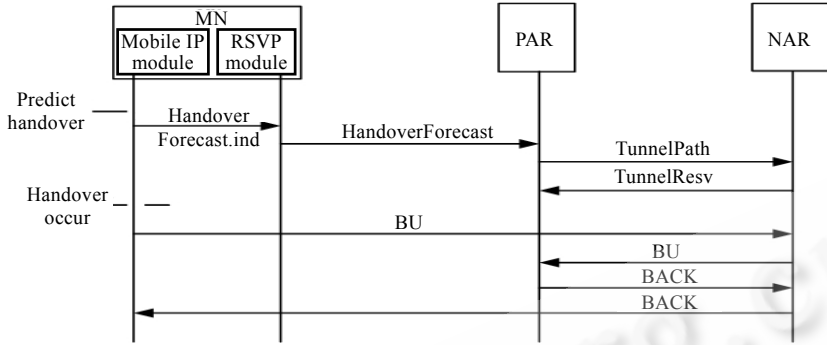 MN
Mobile IP
module
RSVP
module
PAR
NAR
Predict
handover
Handover
Forecast.ind
HandoverForecast
TunnelPath
TunnelResv
Handover
occur
BU
BU
BACK
BACK